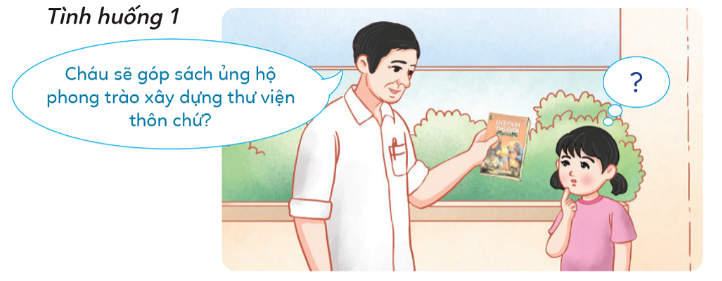 Tình huống 1
Cháu sẽ góp sách ủng hộ
phong trào xây dựng thư viện
thôn chứ?
?